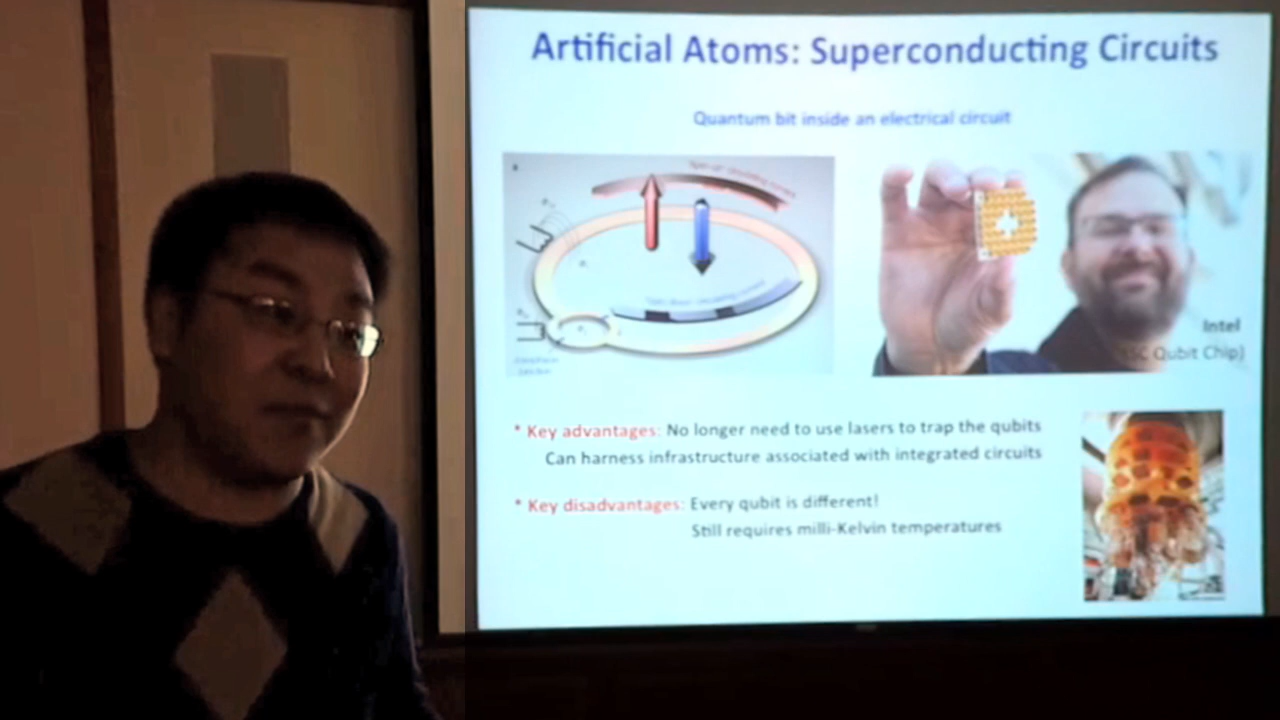 Artificial Atoms: Superconducting Circuits
Quantum bit inside an electrical circuit
Intel
(SC Qubit Chip)
* Key advantages: No longer need to use lasers to trap the qubits
Can harness infrastructure associated with integrated circuits
* Key disadvantages: Every qubit is different!
Still requires milli-Kelvin temperatures